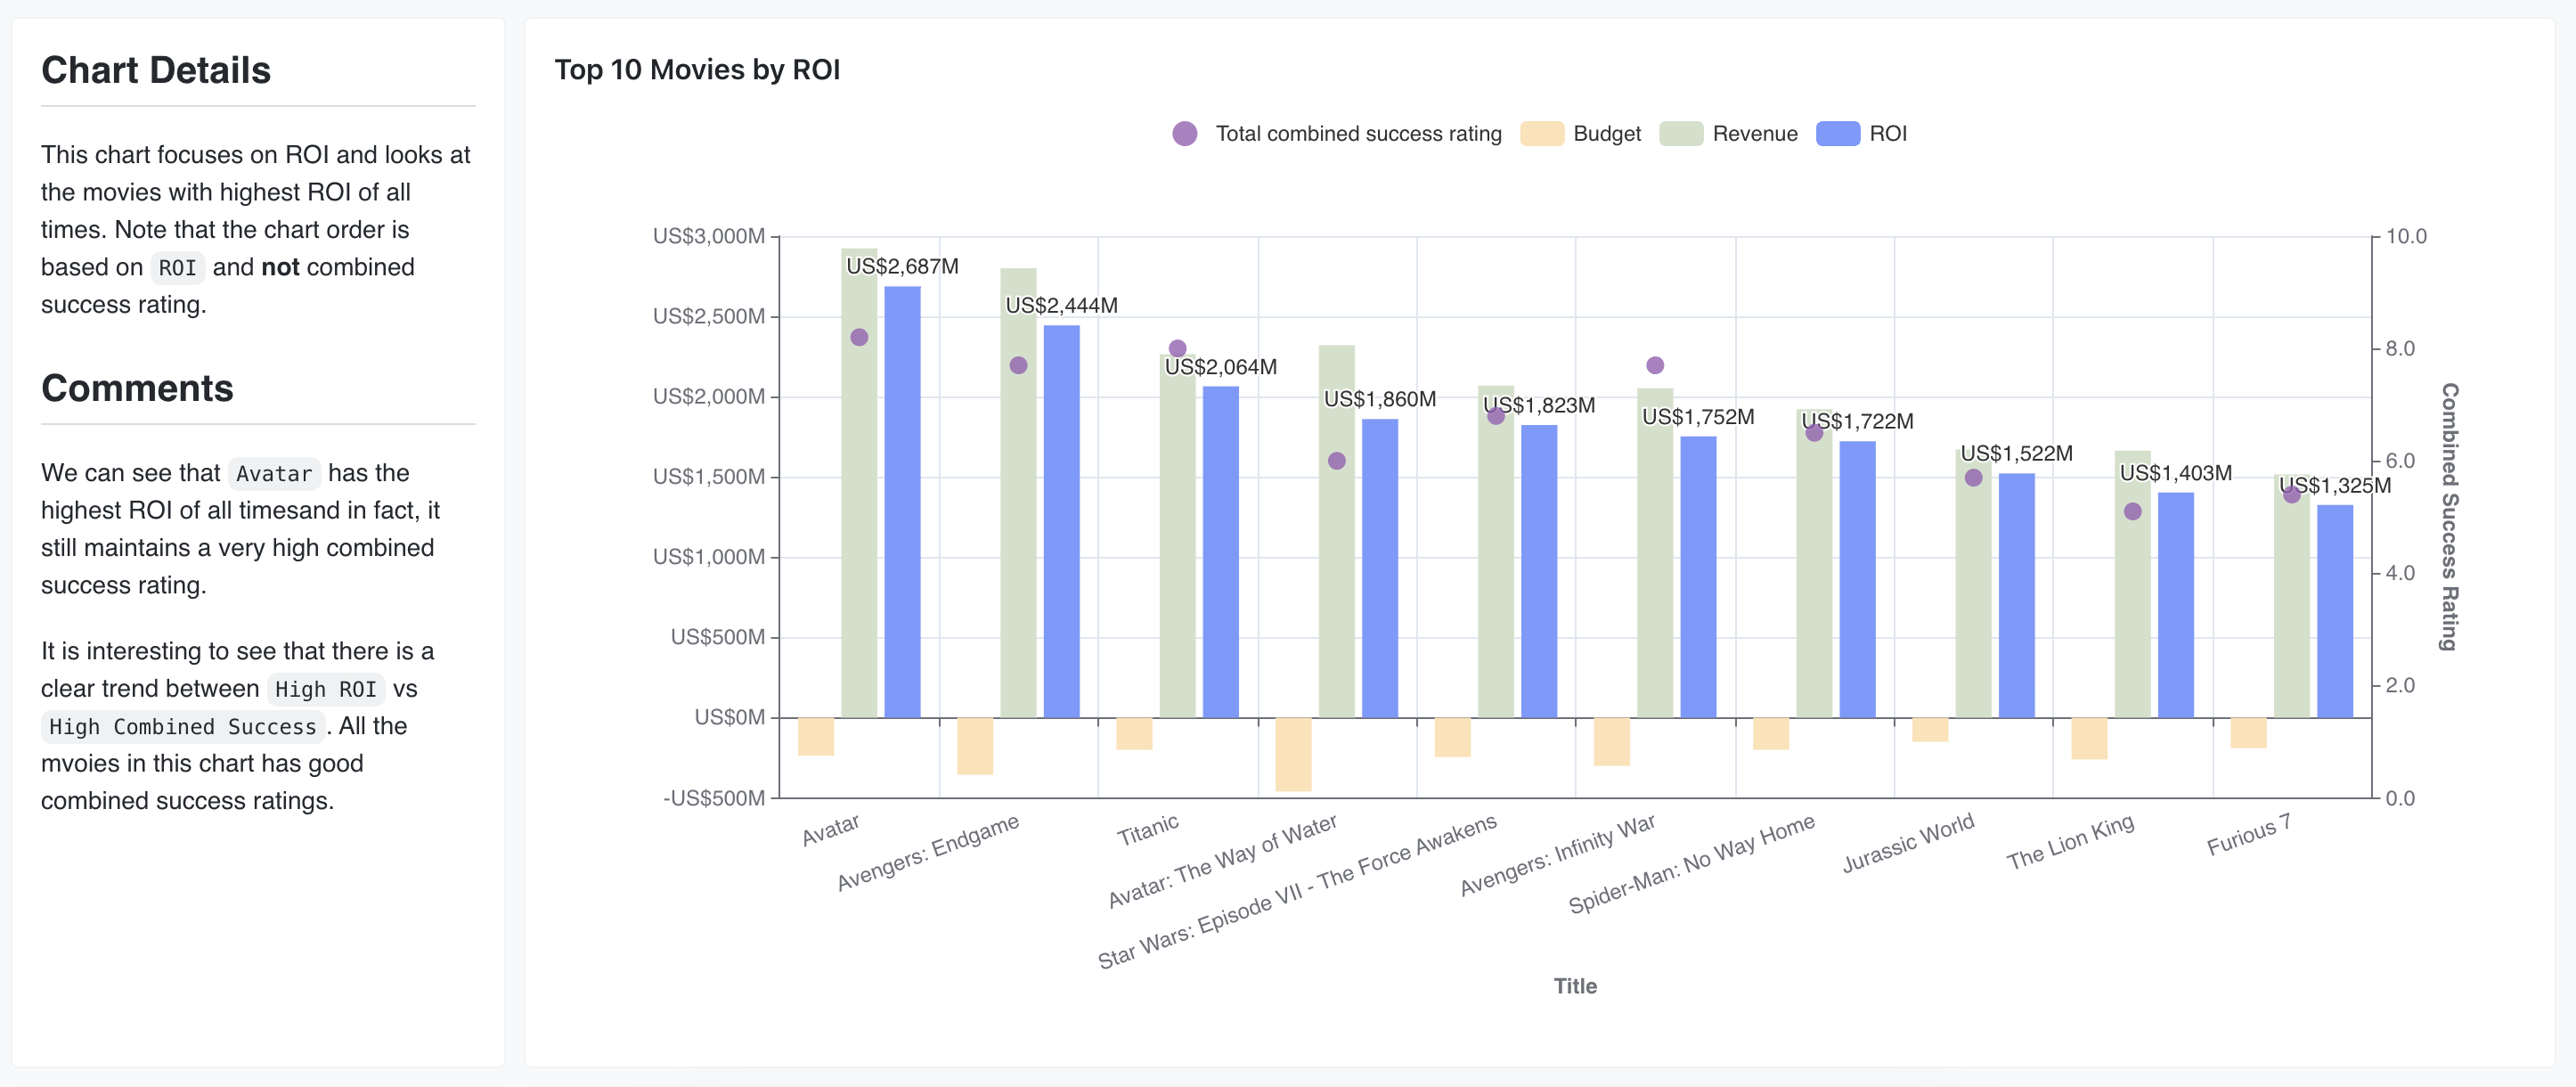 Chart Details
This chart focuses on ROI and looks at
the movies with highest ROI of all
times. Note that the chart order is
based on ROI and not combined
success rating.
Comments
We can see that Avatar has the
highest ROI of all timesand in fact, it
still maintains a very high combined
success rating.
It is interesting to see that there is a
clear trend between High ROI vs
High Combined Success. All the
mvoies in this chart has good
combined success ratings.
Top 10 Movies by ROI
Total combined success rating Budget Revenue ROI
US$3,000M
US$2,500M
US$2,000M
US$1,500M
US$1,000M
US$500M
US$0M
-US$500M
US$2,687M
US$2,444M
US$2,064M
US$1,860M
US$1,823M
US$1,752M
US$1,722M
US$1,522M
US$1,403M
US$1,325M
10.0
8.0
6.0
4.0
2.0
0.0
Combined Success Rating
Avatar
Avengers: Endgame
Titanic
Avatar: The Way of Water
Star Wars: Episode VII - The Force Awakens
Avengers: Infinity War
Spider-Man: No Way Home
Jurassic World
The Lion King
Furious 7
Title